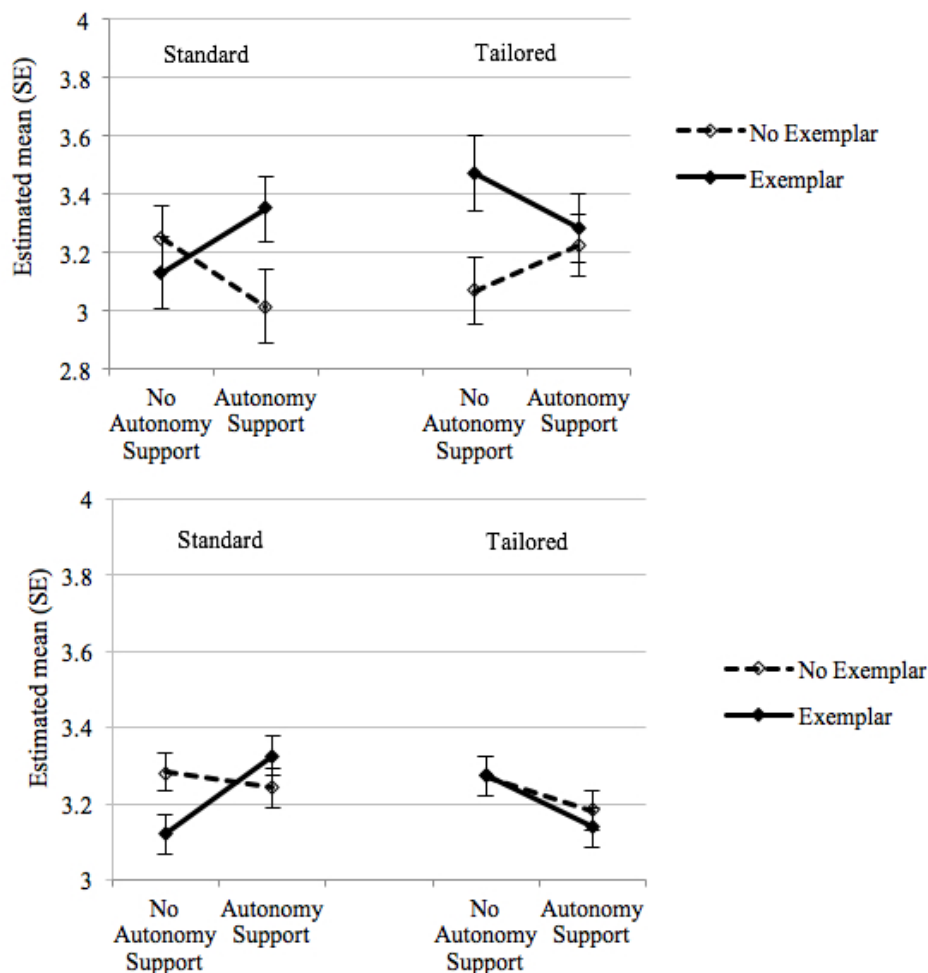 4
3.8
3.6
3.4
3.2
3
2.8
Estimated mean (SE)
Standard
Tailored
No Autonomy Support
Autonomy Support
No Autonomy Support
Autonomy Support
No Exemplar
Exemplar
4
3.8
3.6
3.4
3.2
3
Estimated mean (SE)
Standard
Tailored
No Autonomy Support
Autonomy Support
No Autonomy Support
Autonomy Support
No Exemplar
Exemplar